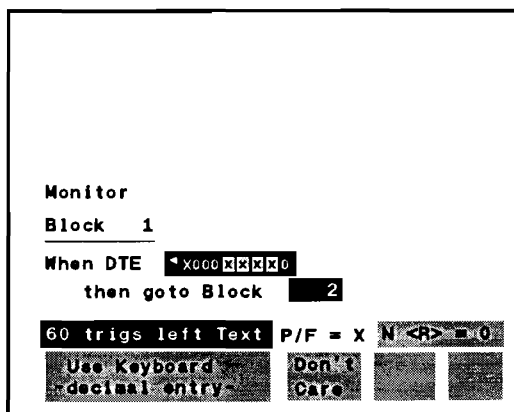 Monitor
Block 1
When DTE ◄X000XXXX0
then goto Block 2
60 trigs left Text P/F = X N <R> = 0
Use Keyboard Don't
-decimal entry- Care